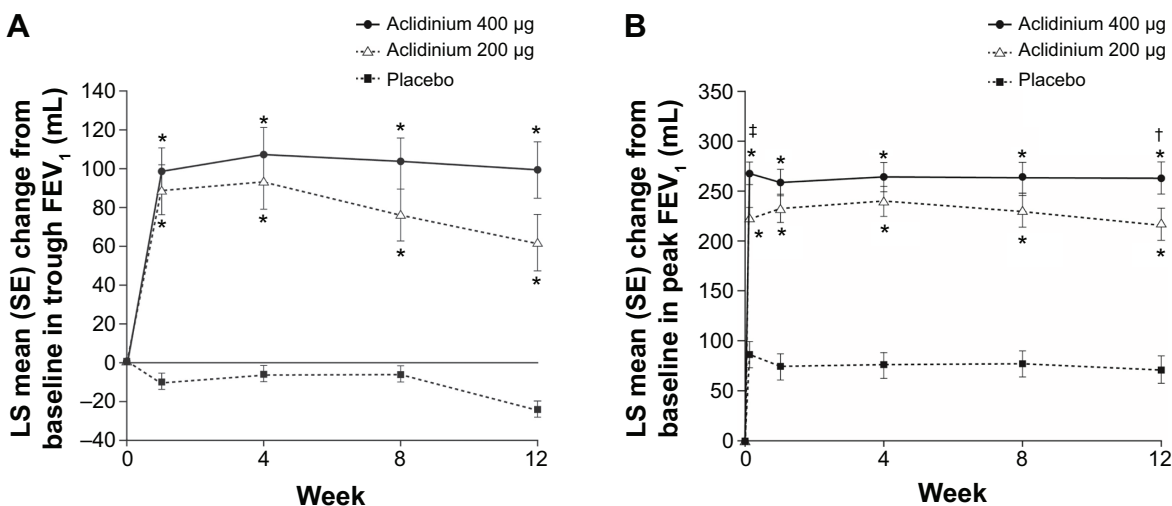 A
Aclidinium 400 µg
Aclidinium 200 µg
Placebo
LS mean (SE) change from
baseline in trough FEV1 (mL)
140
120
100
80
60
40
20
0
–20
–40
* * * *
* * * *
0 4 8 12
Week
B
Aclidinium 400 µg
Aclidinium 200 µg
Placebo
LS mean (SE) change from
baseline in peak FEV1 (mL)
350
300
250
200
150
100
50
0
‡ †
* * * * *
* * * * *
0 4 8 12
Week